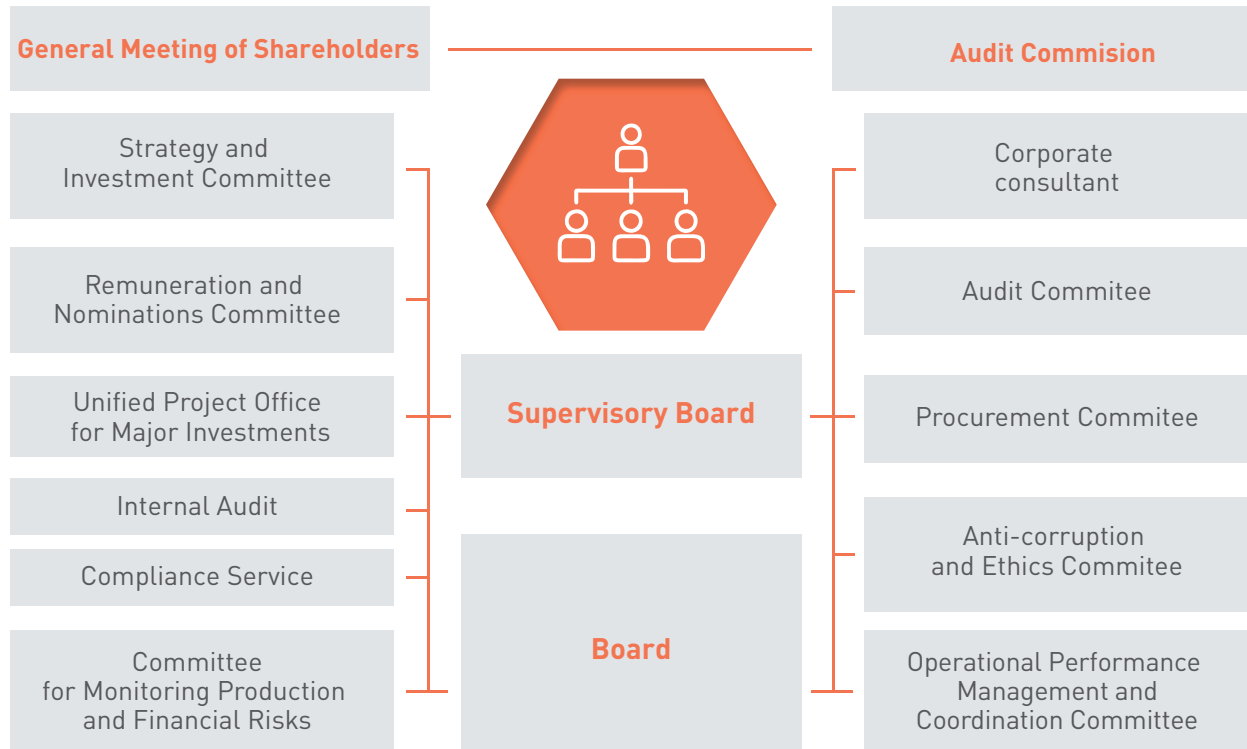 General Meeting of Shareholders
Audit Commision
Strategy and
Investment Committee
Corporate
consultant
Remuneration and
Nominations Committee
Audit Commitee
Unified Project Office
for Major Investments
Supervisory Board
Procurement Commitee
Internal Audit
Anti-corruption
and Ethics Commitee
Compliance Service
Board
Committee
for Monitoring Production
and Financial Risks
Operational Performance
Management and
Coordination Committee